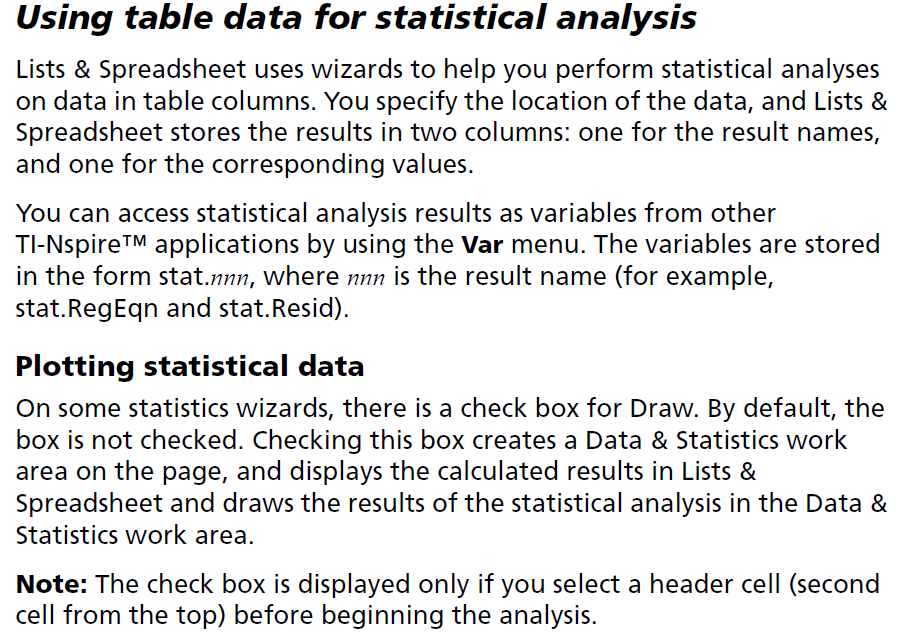 Using table data for statistical analysis
Lists & Spreadsheet uses wizards to help you perform statistical analyses
on data in table columns. You specify the location of the data, and Lists &
Spreadsheet stores the results in two columns: one for the result names,
and one for the corresponding values.
You can access statistical analysis results as variables from other
TI-Nspire™ applications by using the Var menu. The variables are stored
in the form stat.nnn, where nnn is the result name (for example,
stat.RegEqn and stat.Resid).
Plotting statistical data
On some statistics wizards, there is a check box for Draw. By default, the
box is not checked. Checking this box creates a Data & Statistics work
area on the page, and displays the calculated results in Lists &
Spreadsheet and draws the results of the statistical analysis in the Data &
Statistics work area.
Note: The check box is displayed only if you select a header cell (second
cell from the top) before beginning the analysis.